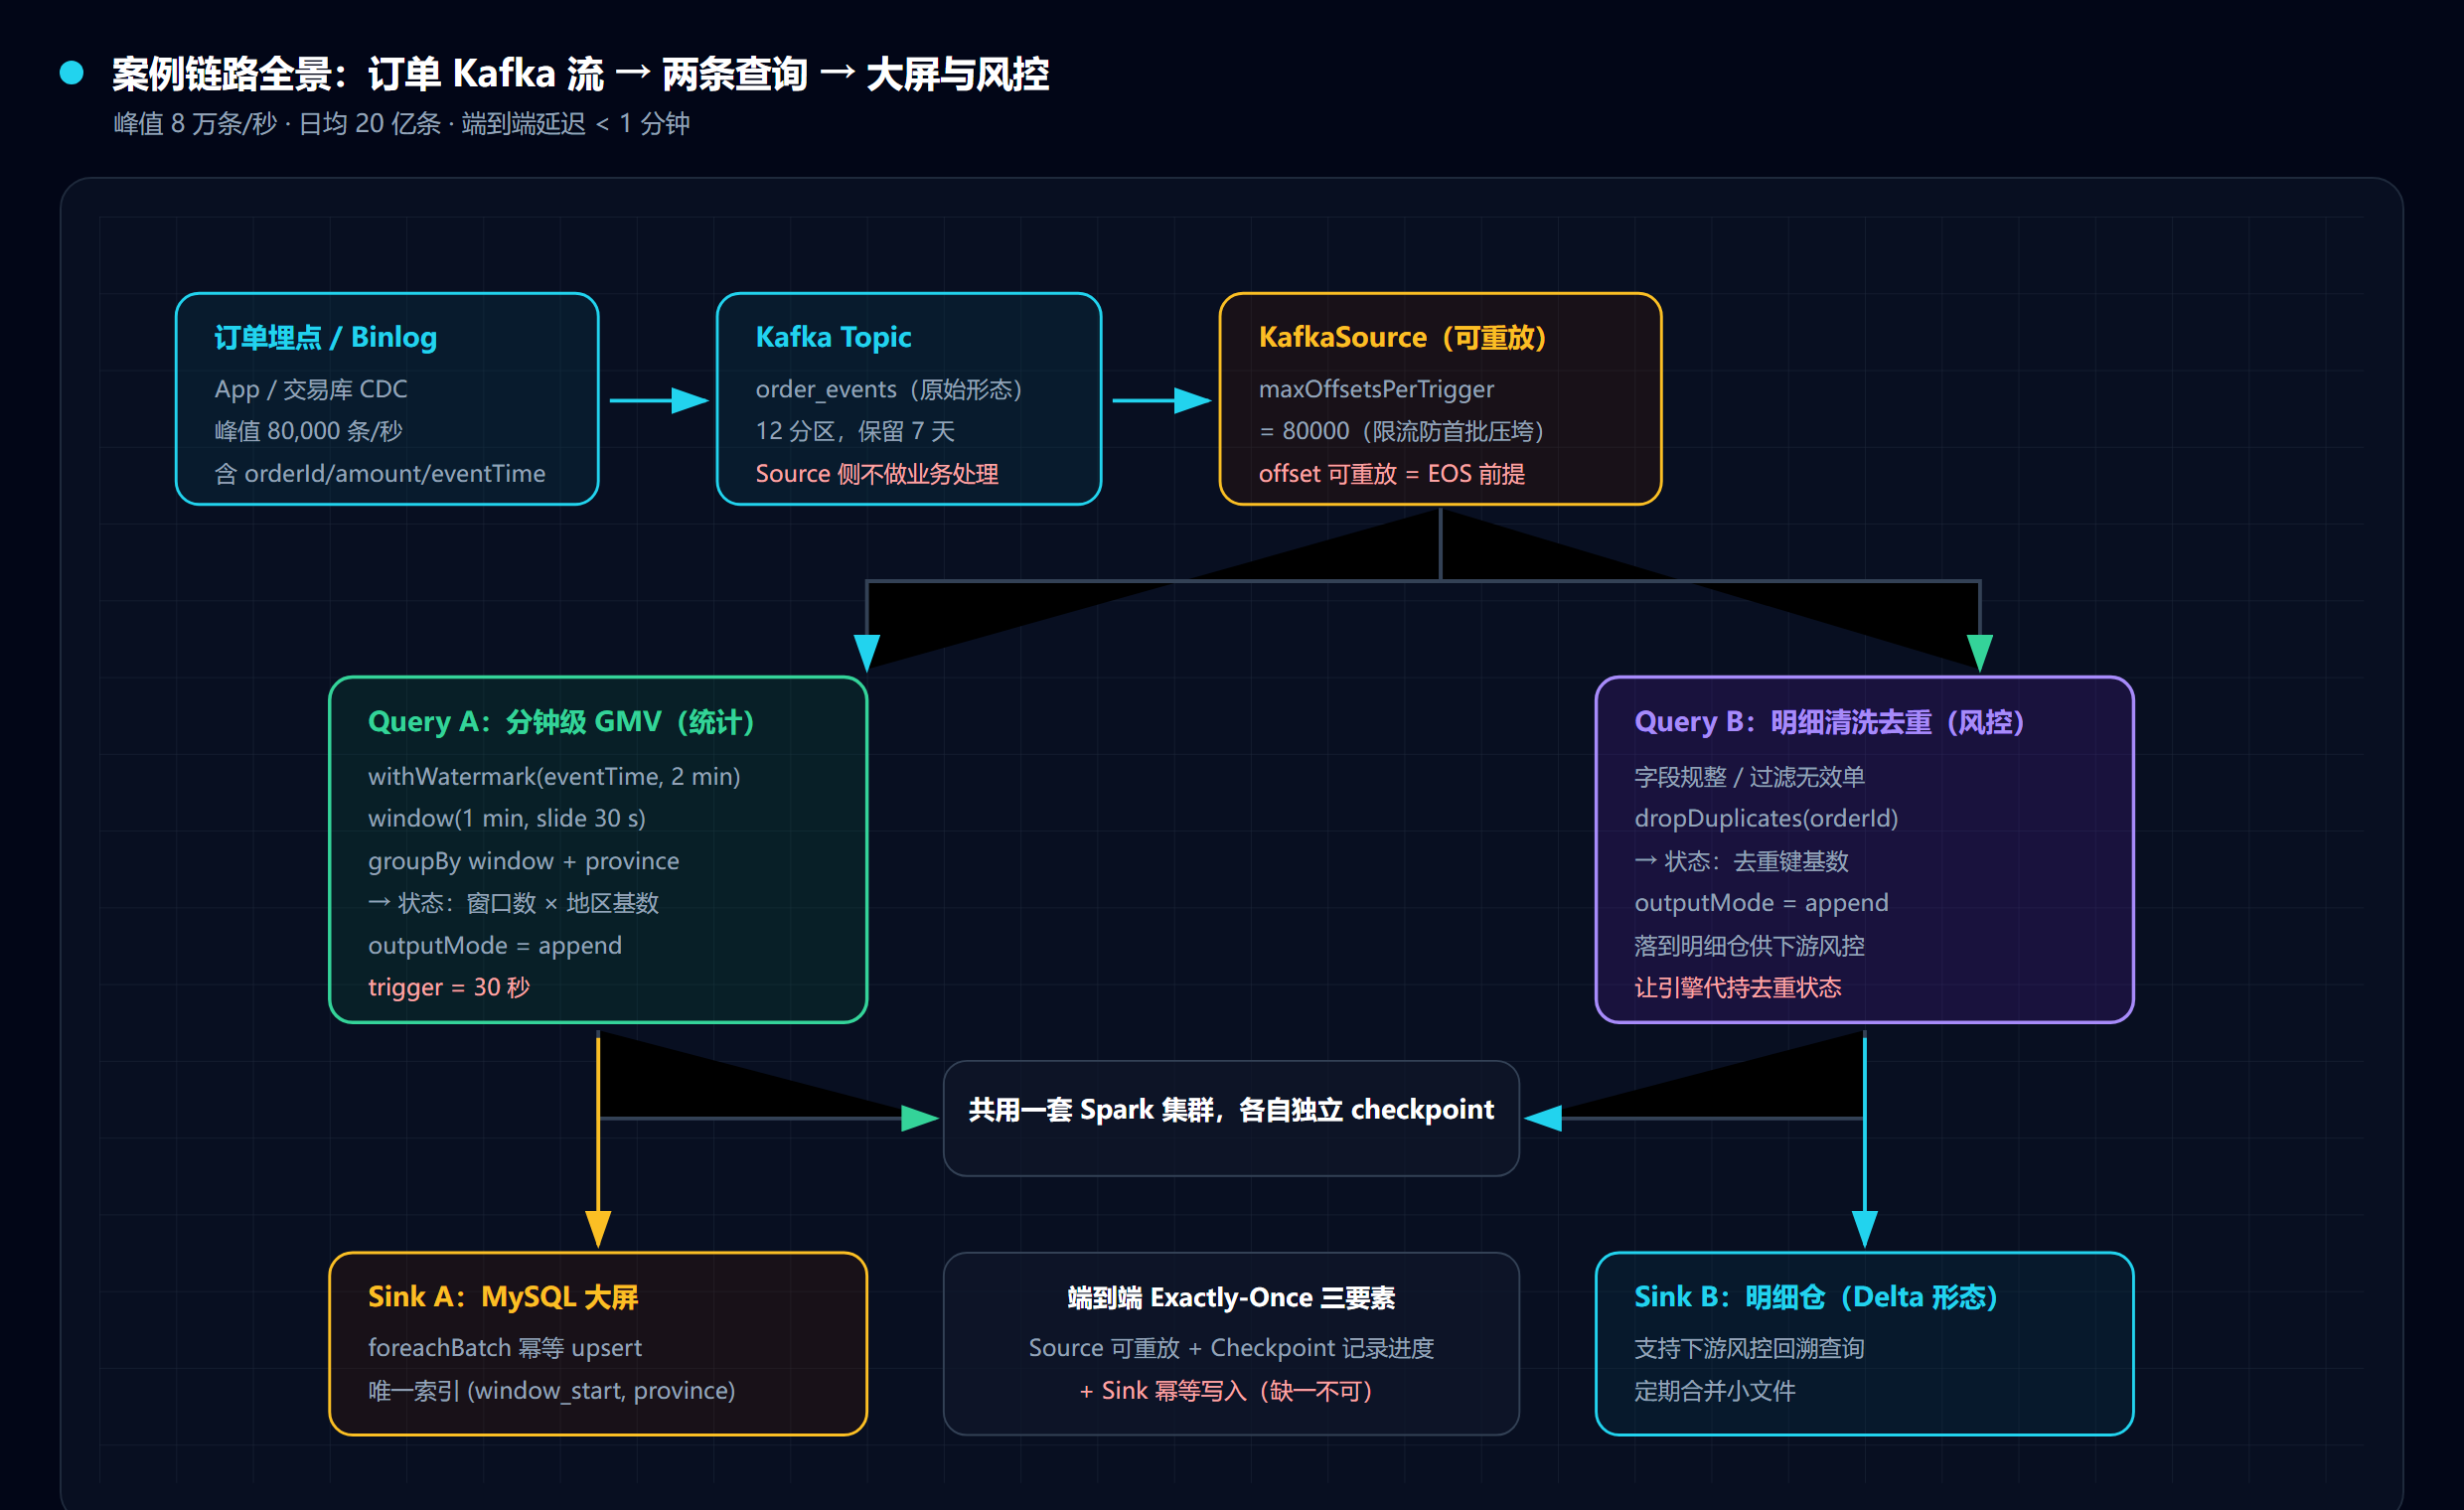 案例链路全景：订单 Kafka 流 → 两条查询 → 大屏与风控
峰值 8 万条/秒 · 日均 20 亿条 · 端到端延迟 < 1 分钟
订单埋点 / Binlog
App / 交易库 CDC
峰值 80,000 条/秒
含 orderId/amount/eventTime
Kafka Topic
order_events（原始形态）
12 分区，保留 7 天
Source 侧不做业务处理
KafkaSource（可重放）
maxOffsetsPerTrigger
= 80000（限流防首批压垮）
offset 可重放 = EOS 前提
Query A：分钟级 GMV（统计）
withWatermark(eventTime, 2 min)
window(1 min, slide 30 s)
groupBy window + province
→ 状态：窗口数 × 地区基数
outputMode = append
trigger = 30 秒
Query B：明细清洗去重（风控）
字段规整 / 过滤无效单
dropDuplicates(orderId)
→ 状态：去重键基数
outputMode = append
落到明细仓供下游风控
让引擎代持去重状态
共用一套 Spark 集群，各自独立 checkpoint
Sink A：MySQL 大屏
foreachBatch 幂等 upsert
唯一索引 (window_start, province)
端到端 Exactly-Once 三要素
Source 可重放 + Checkpoint 记录进度
+ Sink 幂等写入（缺一不可）
Sink B：明细仓（Delta 形态）
支持下游风控回溯查询
定期合并小文件